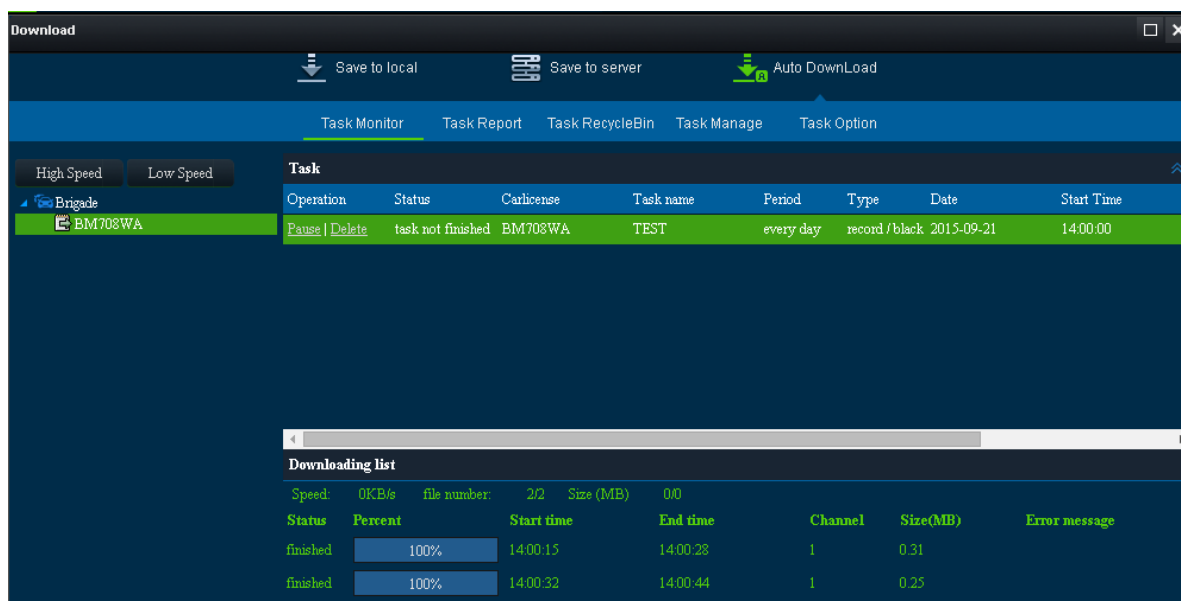 Download
Save to local Save to server Auto DownLoad
Task Monitor Task Report Task RecycleBin Task Manage Task Option
High Speed Low Speed
Brigade
BM708WA
Task
Operation Status Carlicense Task name Period Type Date Start Time
Pause | Delete task not finished BM708WA TEST every day record / black 2015-09-21 14:00:00
Downloading list
Speed: 0KB/s file number: 2/2 Size (MB) 0/0
Status Percent Start time End time Channel Size(MB) Error message
finished 100% 14:00:15 14:00:28 1 0.31
finished 100% 14:00:32 14:00:44 1 0.25